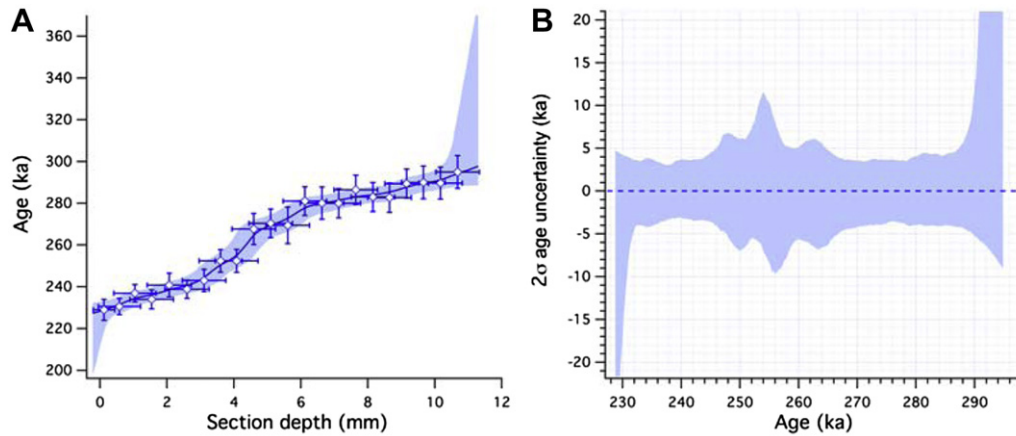 A
Age (ka)
360
340
320
300
280
260
240
220
200
0 2 4 6 8 10 12
Section depth (mm)
B
2σ age uncertainty (ka)
20
15
10
5
0
-5
-10
-15
-20
230 240 250 260 270 280 290
Age (ka)